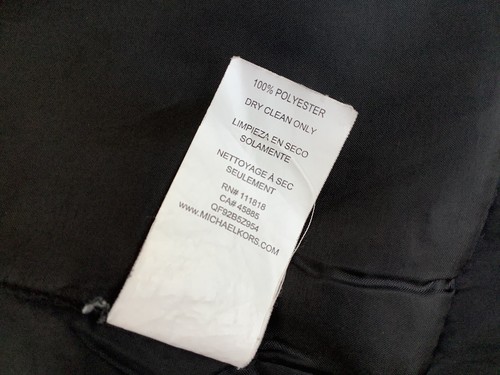 100% POLYESTER
DRY CLEAN ONLY
LIMPIEZA EN SECO
SOLAMENTE
NETTOYAGE À SEC
SEULEMENT
RN# 111818
CA# 45885
QF92B5Z954
WWW.MICHAELKORS.COM